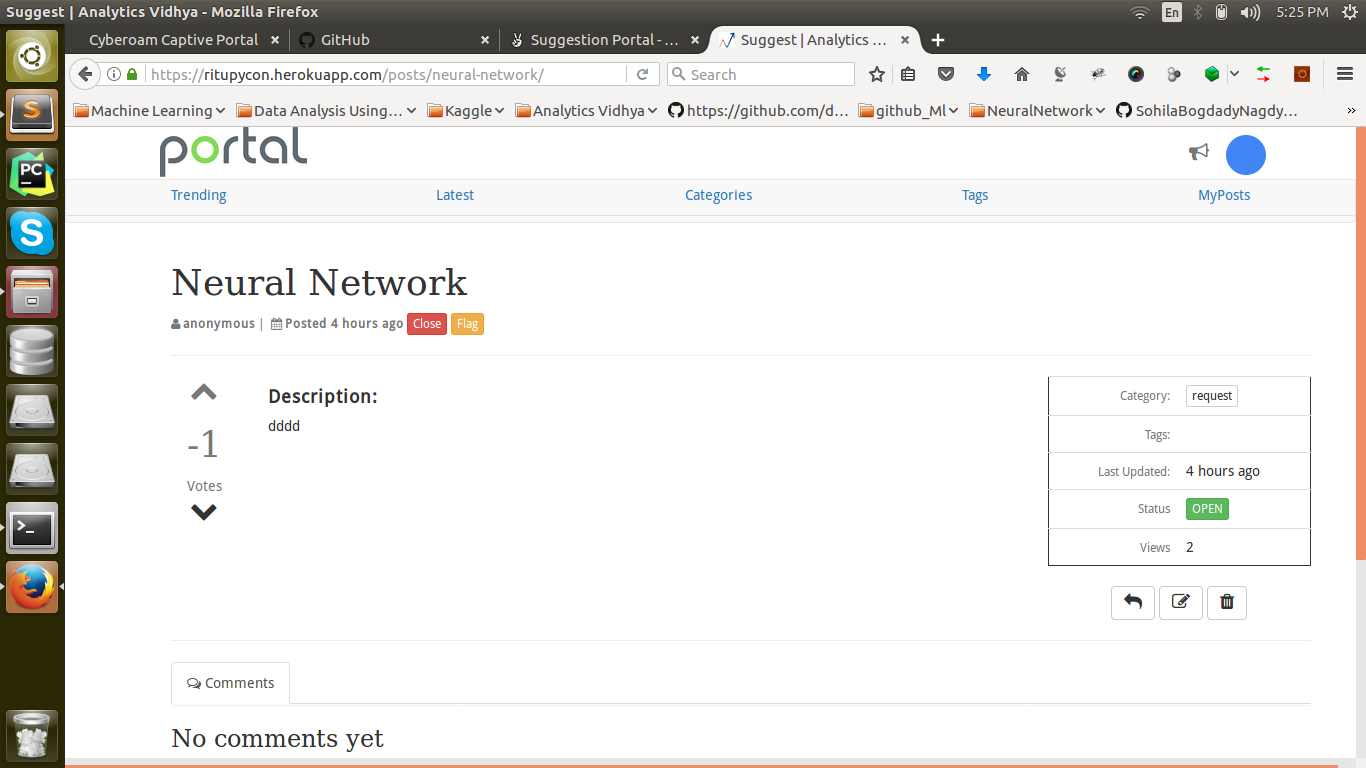 Suggest | Analytics Vidhya - Mozilla Firefox
En
5:25 PM
Cyberoam Captive Portal
GitHub
Suggestion Portal - ...
Suggest | Analytics ...
https://ritupycon.herokuapp.com/posts/neural-network/
Search
Machine Learning
Data Analysis Using...
Kaggle
Analytics Vidhya
https://github.com/d...
github_Ml
NeuralNetwork
SohilaBogdadyNagdy...
S
PC
S
>_
portal
Trending
Latest
Categories
Tags
MyPosts
Neural Network
anonymous | Posted 4 hours ago Close Flag
-1
Votes
Description:
dddd
Category: request
Tags:
Last Updated: 4 hours ago
Status OPEN
Views 2
Comments
No comments yet